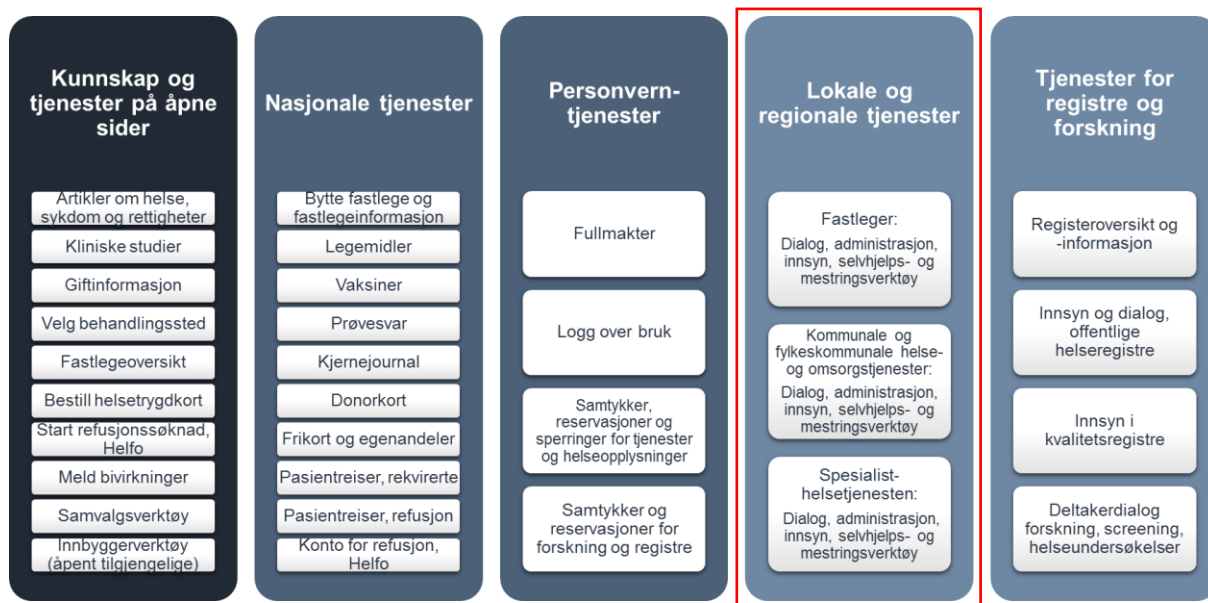 Kunnskap og
tjenester på åpne
sider
Artikler om helse,
sykdom og rettigheter
Kliniske studier
Giftinformasjon
Velg behandlingssted
Fastlegeoversikt
Bestill helsetrygdkort
Start refusjonssøknad,
Helfo
Meld bivirkninger
Samvalgsverktøy
Innbyggerverktøy
(åpent tilgjengelige)
Nasjonale tjenester
Bytte fastlege og
fastlegeinformasjon
Legemidler
Vaksiner
Prøvesvar
Kjernejournal
Donorkort
Frikort og egenandeler
Pasientreiser, rekvirerte
Pasientreiser, refusjon
Konto for refusjon,
Helfo
Personvern-
tjenester
Fullmakter
Logg over bruk
Samtykker,
reservasjoner og
sperringer for tjenester
og helseopplysninger
Samtykker og
reservasjoner for
forskning og registre
Lokale og
regionale tjenester
Fastleger:
Dialog, administrasjon,
innsyn, selvhjelps- og
mestringsverktøy
Kommunale og
fylkeskommunale helse-
og omsorgstjenester:
Dialog, administrasjon,
innsyn, selvhjelps- og
mestringsverktøy
Spesialist-
helsetjenesten:
Dialog, administrasjon,
innsyn, selvhjelps- og
mestringsverktøy
Tjenester for
registre og
forskning
Registeroversikt og
-informasjon
Innsyn og dialog,
offentlige
helseregistre
Innsyn i
kvalitetsregistre
Deltakerdialog
forskning, screening,
helseundersøkelser